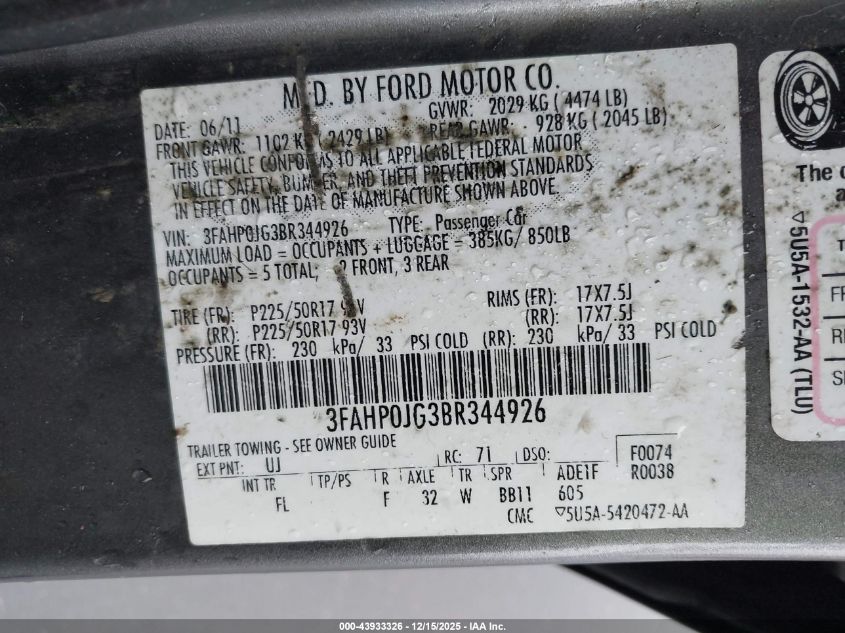 M D. BY FORD MOTOR CO.
DATE: 06/11 GVWR: 2029 KG ( 4474 LB)
FRONT GAWR: 1102 KG ( 2429 LB) REAR GAWR: 928 KG ( 2045 LB)
THIS VEHICLE CONFORMS TO ALL APPLICABLE FEDERAL MOTOR
VEHICLE SAFETY, BUMPER, AND THEFT PREVENTION STANDARDS
IN EFFECT ON THE DATE OF MANUFACTURE SHOWN ABOVE.
VIN: 3FAHP0JG3BR344926 TYPE: Passenger Car
MAXIMUM LOAD = OCCUPANTS + LUGGAGE = 385KG/ 850LB
OCCUPANTS = 5 TOTAL; 2 FRONT, 3 REAR
TIRE (FR): P225/50R17 93V RIMS (FR): 17X7.5J
(RR): P225/50R17 93V (RR): 17X7.5J
PRESSURE (FR): 230 kPa/ 33 PSI COLD (RR): 230 kPa/ 33 PSI COLD
3FAHP0JG3BR344926
TRAILER TOWING - SEE OWNER GUIDE
EXT PNT: UJ RC: 71 DSO: F0074
R0038
INT TR TP/PS R AXLE TR SPR ADE1F
FL F 32 W BB11 605
CMC ▽5U5A-5420472-AA
The
▽5U5A-1532-AA (TLU)
000-43933326 - 12/15/2025 - IAA Inc.